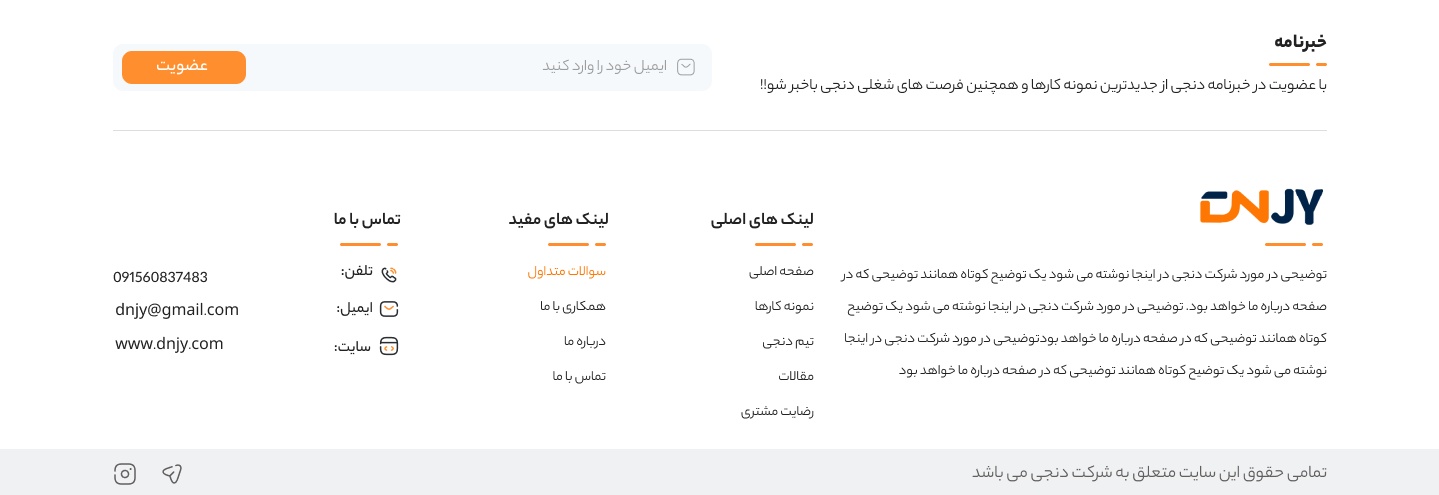 خبرنامه
با عضویت در خبرنامه دنجی از جدیدترین نمونه کارها و همچنین فرصت های شغلی دنجی باخبر شو!!
ایمیل خود را وارد کنید
عضویت
DNJY
توضیحی در مورد شرکت دنجی در اینجا نوشته می شود یک توضیح کوتاه همانند توضیحی که در
صفحه درباره ما خواهد بود. توضیحی در مورد شرکت دنجی در اینجا نوشته می شود یک توضیح
کوتاه همانند توضیحی که در صفحه درباره ما خواهد بودتوضیحی در مورد شرکت دنجی در اینجا
نوشته می شود یک توضیح کوتاه همانند توضیحی که در صفحه درباره ما خواهد بود
لینک های اصلی
صفحه اصلی
نمونه کارها
تیم دنجی
مقالات
رضایت مشتری
لینک های مفید
سوالات متداول
همکاری با ما
درباره ما
تماس با ما
تماس با ما
تلفن: 091560837483
ایمیل: dnjy@gmail.com
سایت: www.dnjy.com
تمامی حقوق این سایت متعلق به شرکت دنجی می باشد